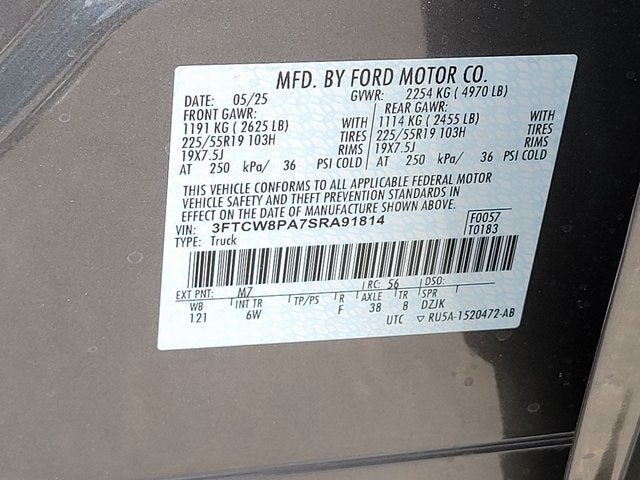 MFD. BY FORD MOTOR CO.
DATE: 05/25 GVWR: 2254 KG ( 4970 LB)
FRONT GAWR: REAR GAWR:
1191 KG ( 2625 LB) WITH 1114 KG ( 2455 LB) WITH
225/55R19 103H TIRES 225/55R19 103H TIRES
19X7.5J RIMS 19X7.5J RIMS
AT 250 kPa/ 36 PSI COLD AT 250 kPa/ 36 PSI COLD
THIS VEHICLE CONFORMS TO ALL APPLICABLE FEDERAL MOTOR
VEHICLE SAFETY AND THEFT PREVENTION STANDARDS IN
EFFECT ON THE DATE OF MANUFACTURE SHOWN ABOVE.
VIN: 3FTCW8PA7SRA91814 F0057
TYPE: Truck T0183
EXT PNT: M7 RC: 56 DSO:
WB INT TR TP/PS R AXLE TR SPR
121 6W F 38 8 DZJK
UTC ▽ RU5A-1520472-AB